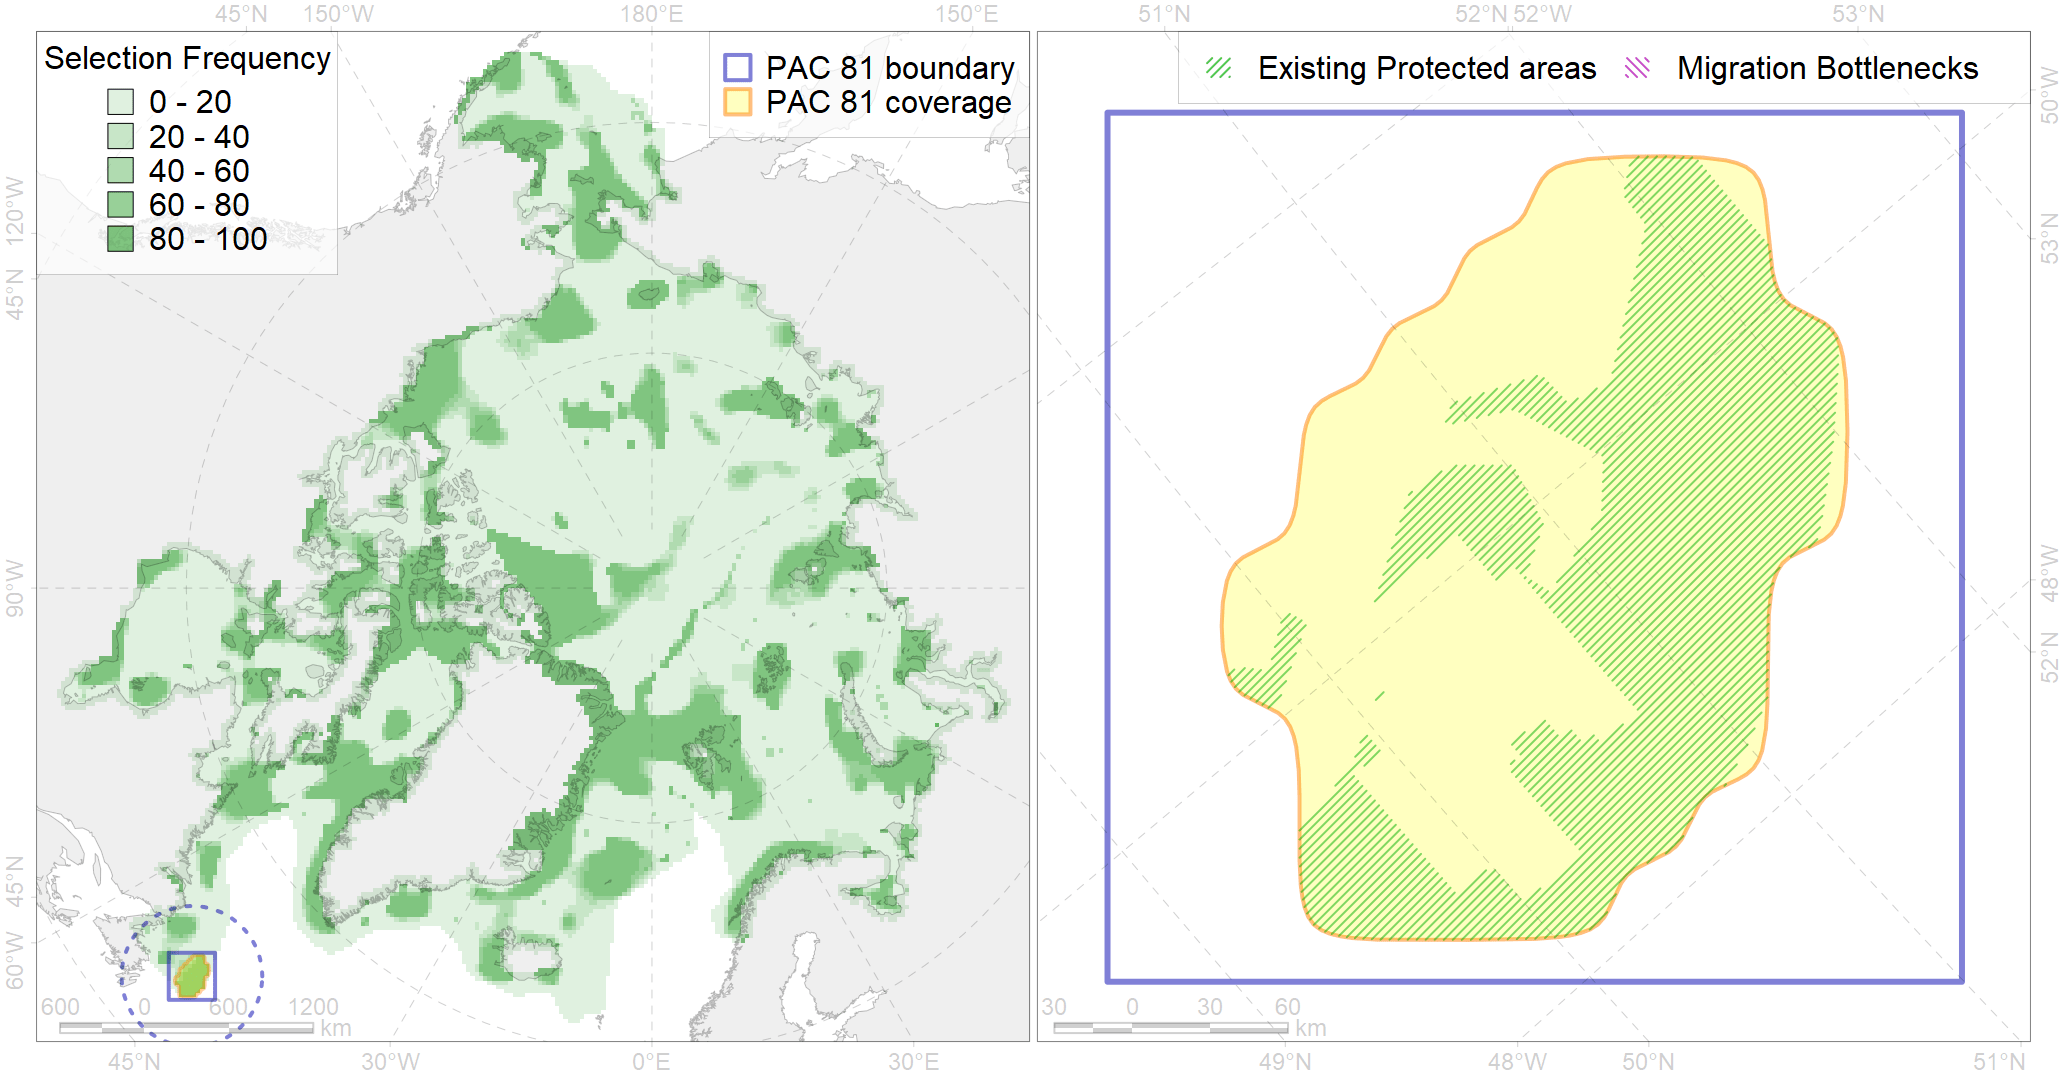 45°N 150°W 180°E 150°E 51°N 52°N 52°W 53°N
Selection Frequency
0 - 20
20 - 40
40 - 60
60 - 80
80 - 100
PAC 81 boundary
PAC 81 coverage
Existing Protected areas
Migration Bottlenecks
120°W
45°N
90°W
45°N
60°W
50°W
53°N
48°W
52°N
600 0 600 1200
km
30 0 30 60
km
45°N 30°W 0°E 30°E 49°N 48°W 50°N 51°N